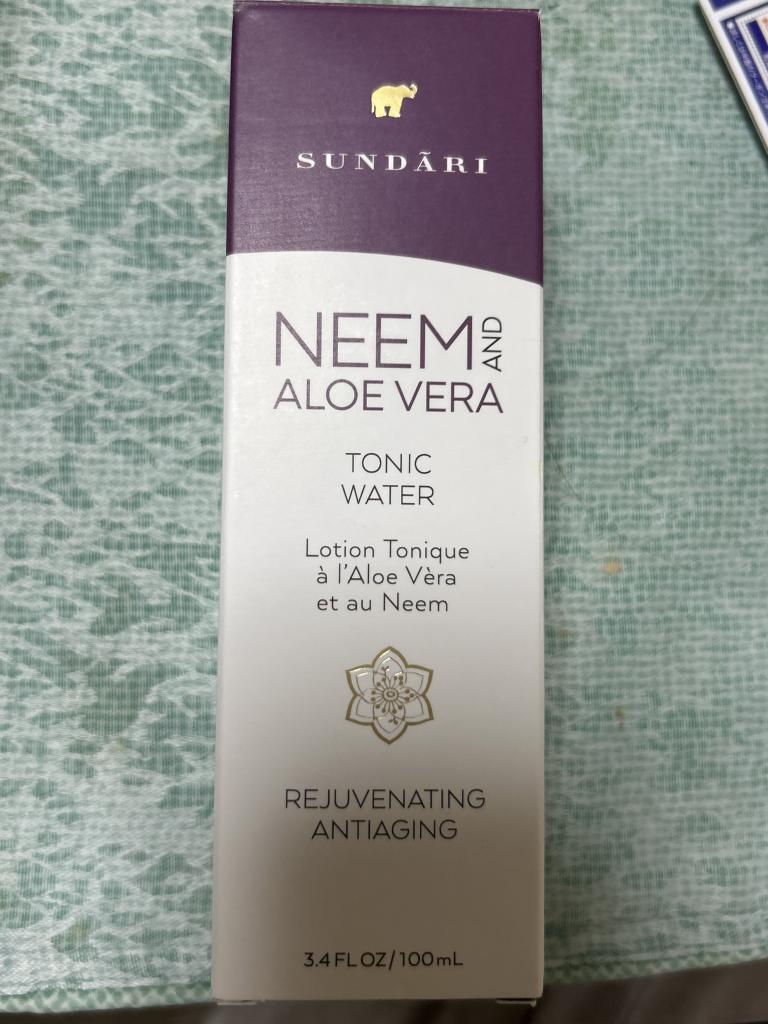 SUNDÃRI
NEEM AND
ALOE VERA
TONIC
WATER
Lotion Tonique
à l'Aloe Vèra
et au Neem
REJUVENATING
ANTIAGING
3.4 FL OZ/100mL